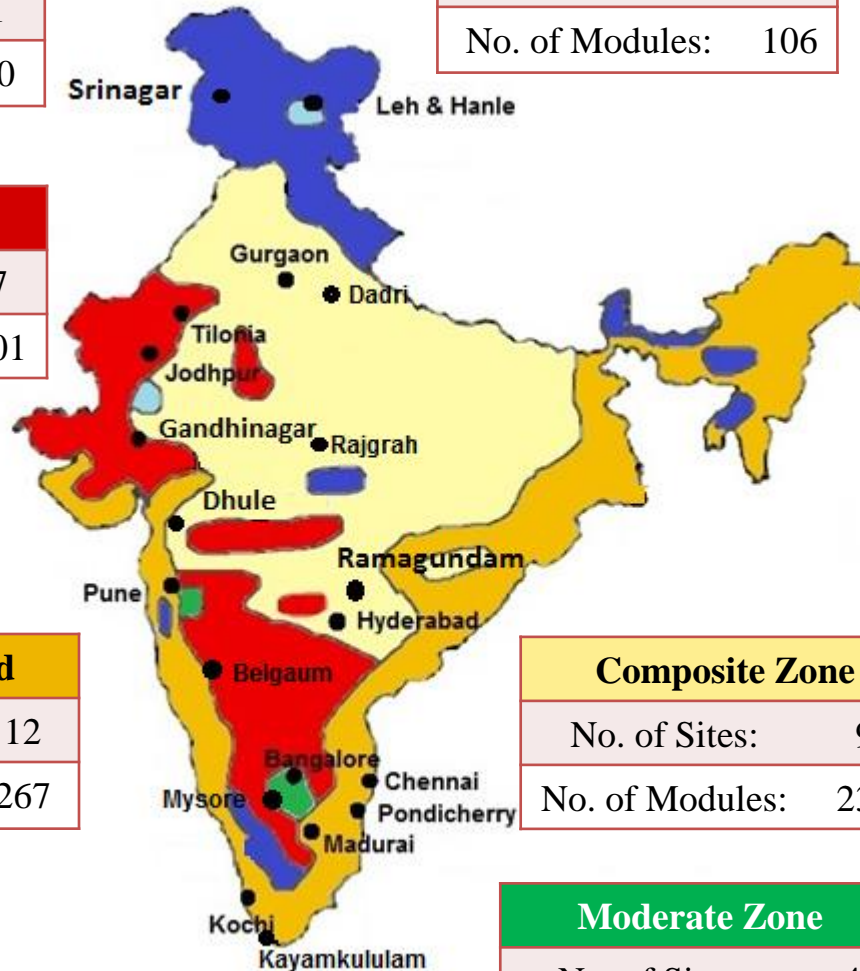 No. of Modules: 106
Srinagar
Leh & Hanle
Gurgaon
Dadri
Tilonia
Jodhpur
Gandhinagar
Rajgrah
Dhule
Ramagundam
Pune
Hyderabad
Belgaum
12
267
Composite Zone
No. of Sites: 9
No. of Modules:
Bangalore
Mysore
Chennai
Pondicherry
Madurai
Moderate Zone
Kochi
Kayamkululam